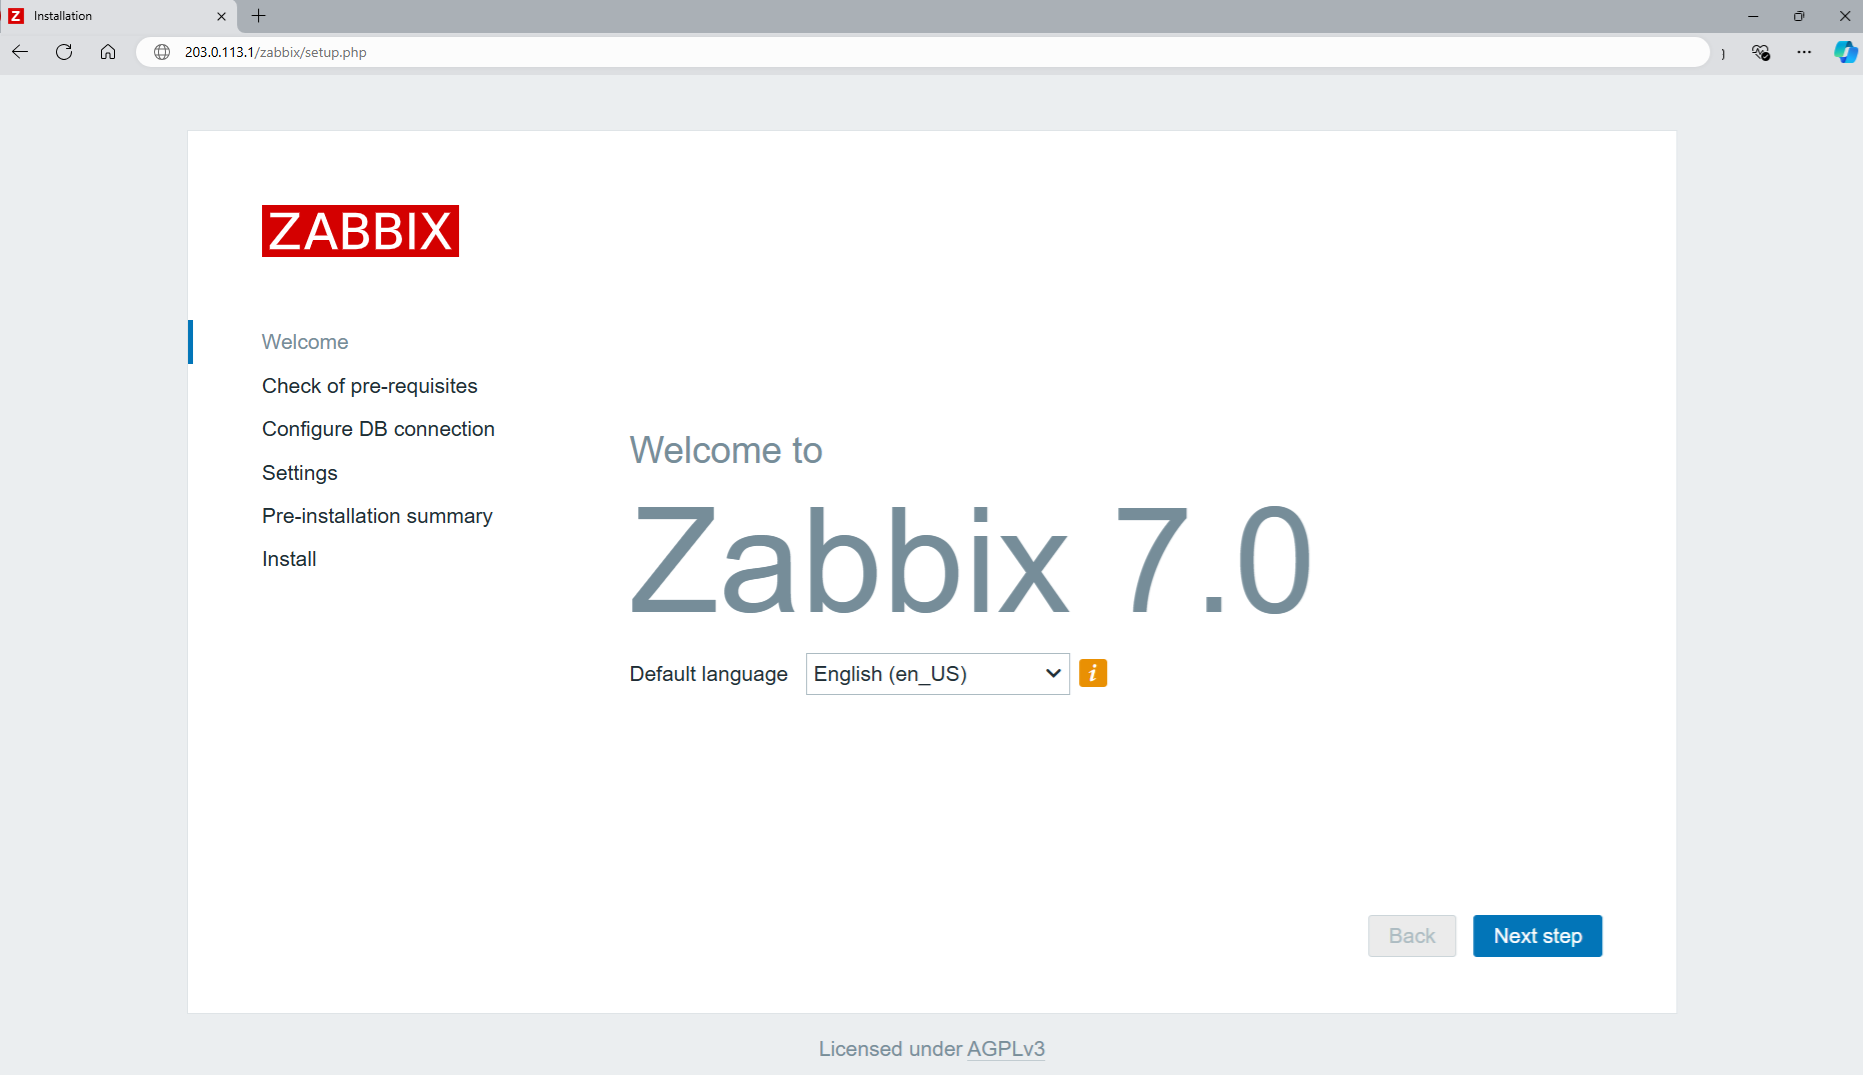 Installation
203.0.113.1/zabbix/setup.php
ZABBIX
Welcome
Check of pre-requisites
Configure DB connection
Settings
Pre-installation summary
Install
Welcome to
Zabbix 7.0
Default language English (en_US)
Back Next step
Licensed under AGPLv3